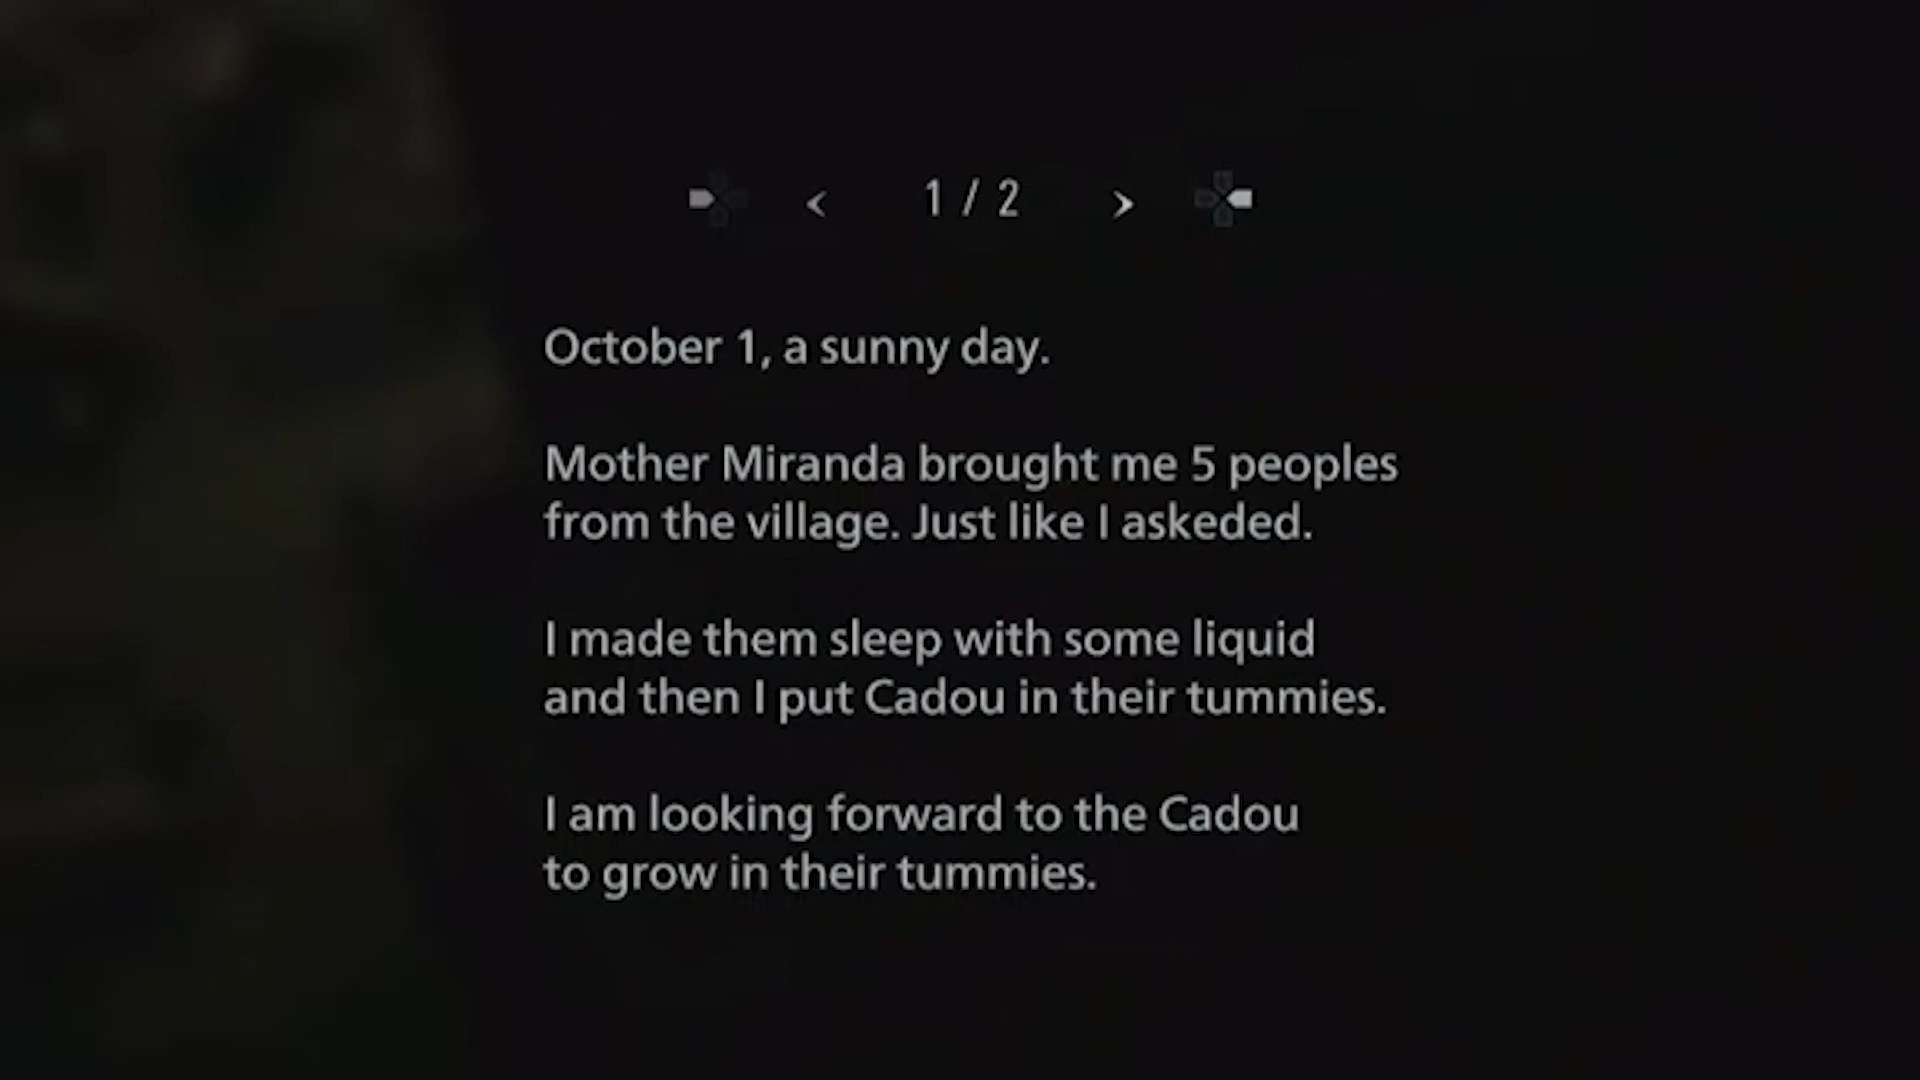 < 1 / 2 >
October 1, a sunny day.
Mother Miranda brought me 5 peoples
from the village. Just like I askeded.
I made them sleep with some liquid
and then I put Cadou in their tummies.
I am looking forward to the Cadou
to grow in their tummies.